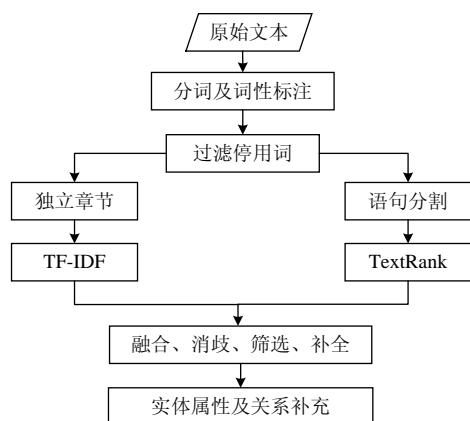 原始文本
分词及词性标注
过滤停用词
独立章节
语句分割
TF-IDF
TextRank
融合、消歧、筛选、补全
实体属性及关系补充